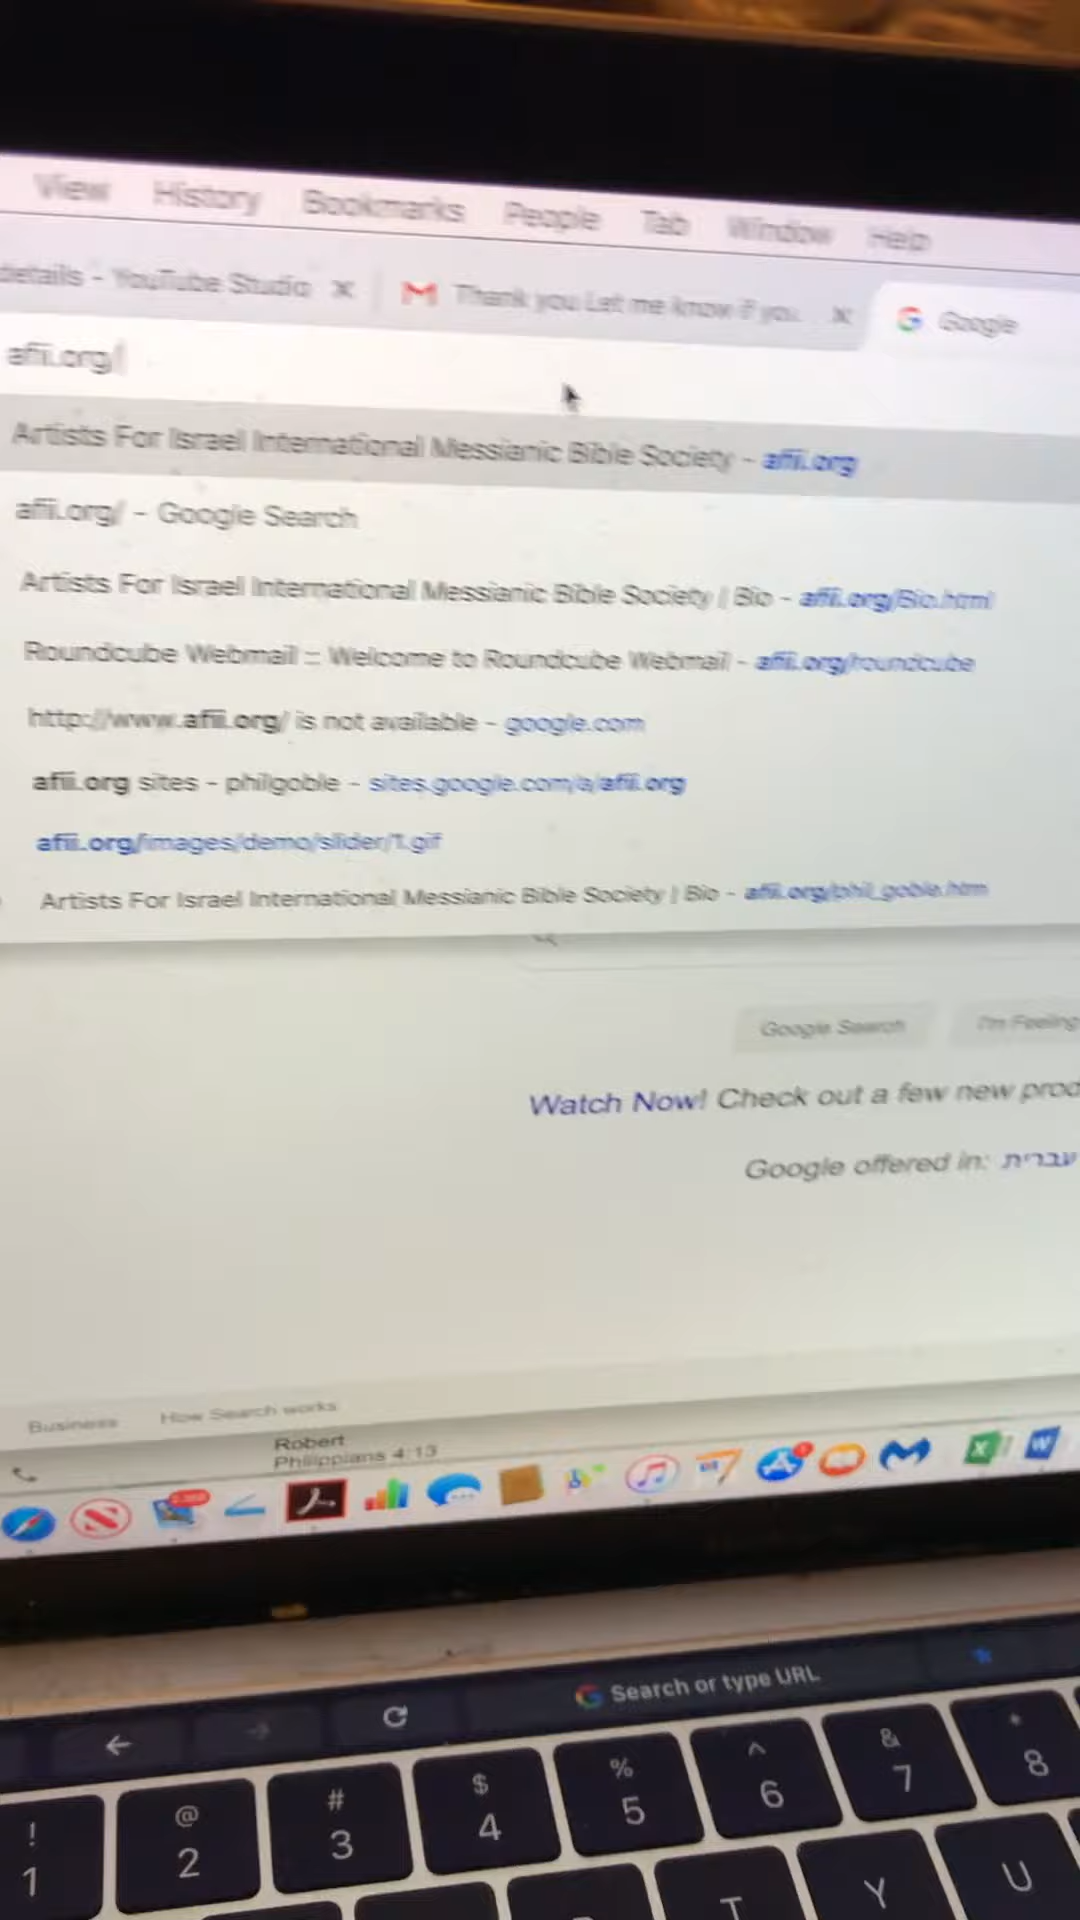 View History Bookmarks People Tab Window Help
details - YouTube Studio Thank you Let me know if you Google
afii.org/
Artists For Israel International Messianic Bible Society - afii.org
afii.org/ - Google Search
Artists For Israel International Messianic Bible Society | Bio - afii.org/Bio.html
Roundcube Webmail :: Welcome to Roundcube Webmail - afii.org/roundcube
http://www.afii.org/ is not available - google.com
afii.org sites - philgoble - sites.google.com/a/afii.org
afii.org/images/demo/slider/1.gif
Artists For Israel International Messianic Bible Society | Bio - afii.org/phil_goble.htm
Google Search I'm Feeling
Watch Now! Check out a few new prod
Google offered in: עברית
Business How Search works
Robert
Philippians 4:13
Search or type URL
! @ # $ % ^ & *
1 2 3 4 5 6 7 8
T Y U